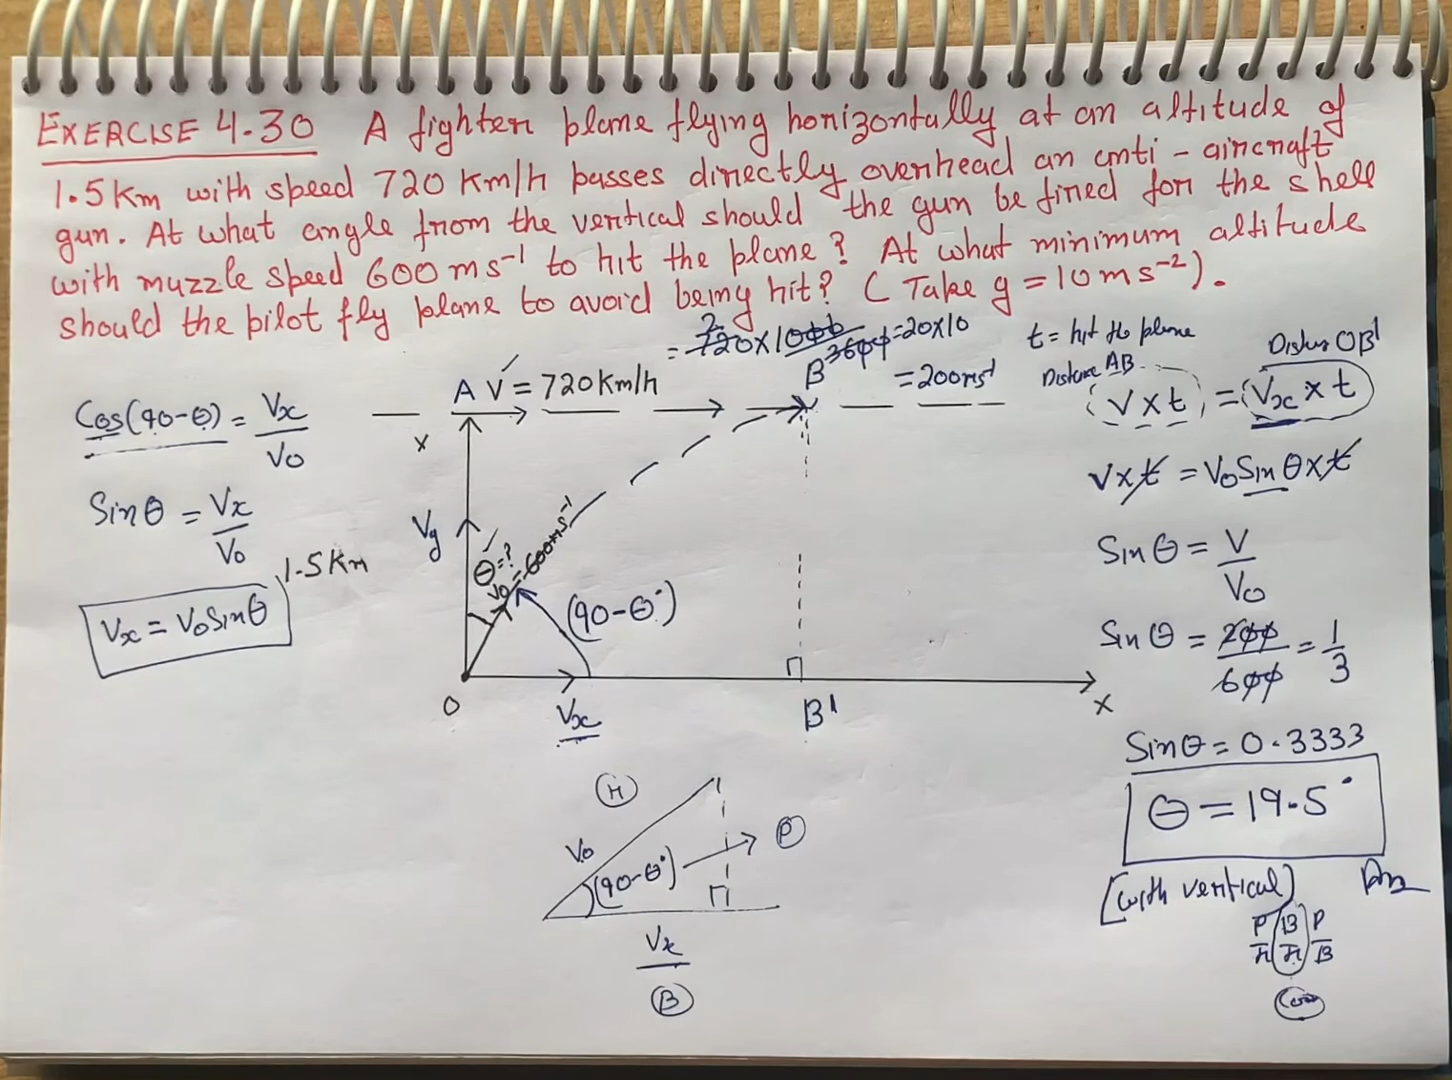 EXERCISE 4.30 A fighter plane flying horizontally at an altitude of
1.5 km with speed 720 km/h passes directly overhead an anti-aircraft
gun. At what angle from the vertical should the gun be fired for the shell
with muzzle speed 600 ms⁻¹ to hit the plane? At what minimum altitude
should the pilot fly plane to avoid being hit? (Take g = 10 ms⁻²).
= 720 × 1000 / 3600 = 20×10
2
= 200 ms⁻¹
t = hit the plane
Distance AB
Distance OB'
V × t = Vx × t
A V = 720 Km/h
B
x
Cos(90-θ) = Vx/V0
Sinθ = Vx/V0
Vx = V0 Sinθ
1.5 Km
Vy
θ=?
V0 = 600 ms⁻¹
(90-θ°)
O
Vx
B'
x
V × t = V0 Sinθ × t
Sin θ = V/V0
Sin θ = 200/600 = 1/3
Sinθ = 0.3333
θ = 19.5°
Ans
[with vertical]
P/H B/H P/B
Cos
H
V0
(90-θ°)
P
Vx
B